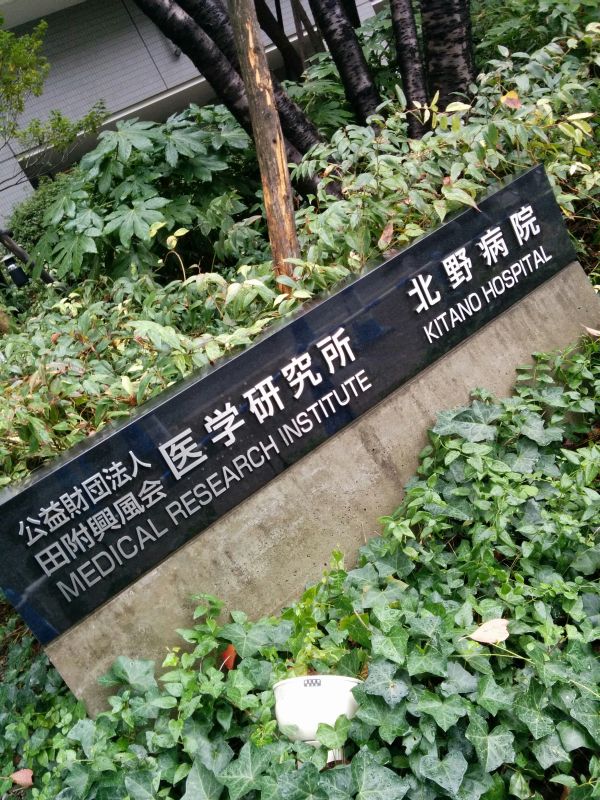 公益財団法人
田附興風会
医学研究所
MEDICAL RESEARCH INSTITUTE
北野病院
KITANO HOSPITAL